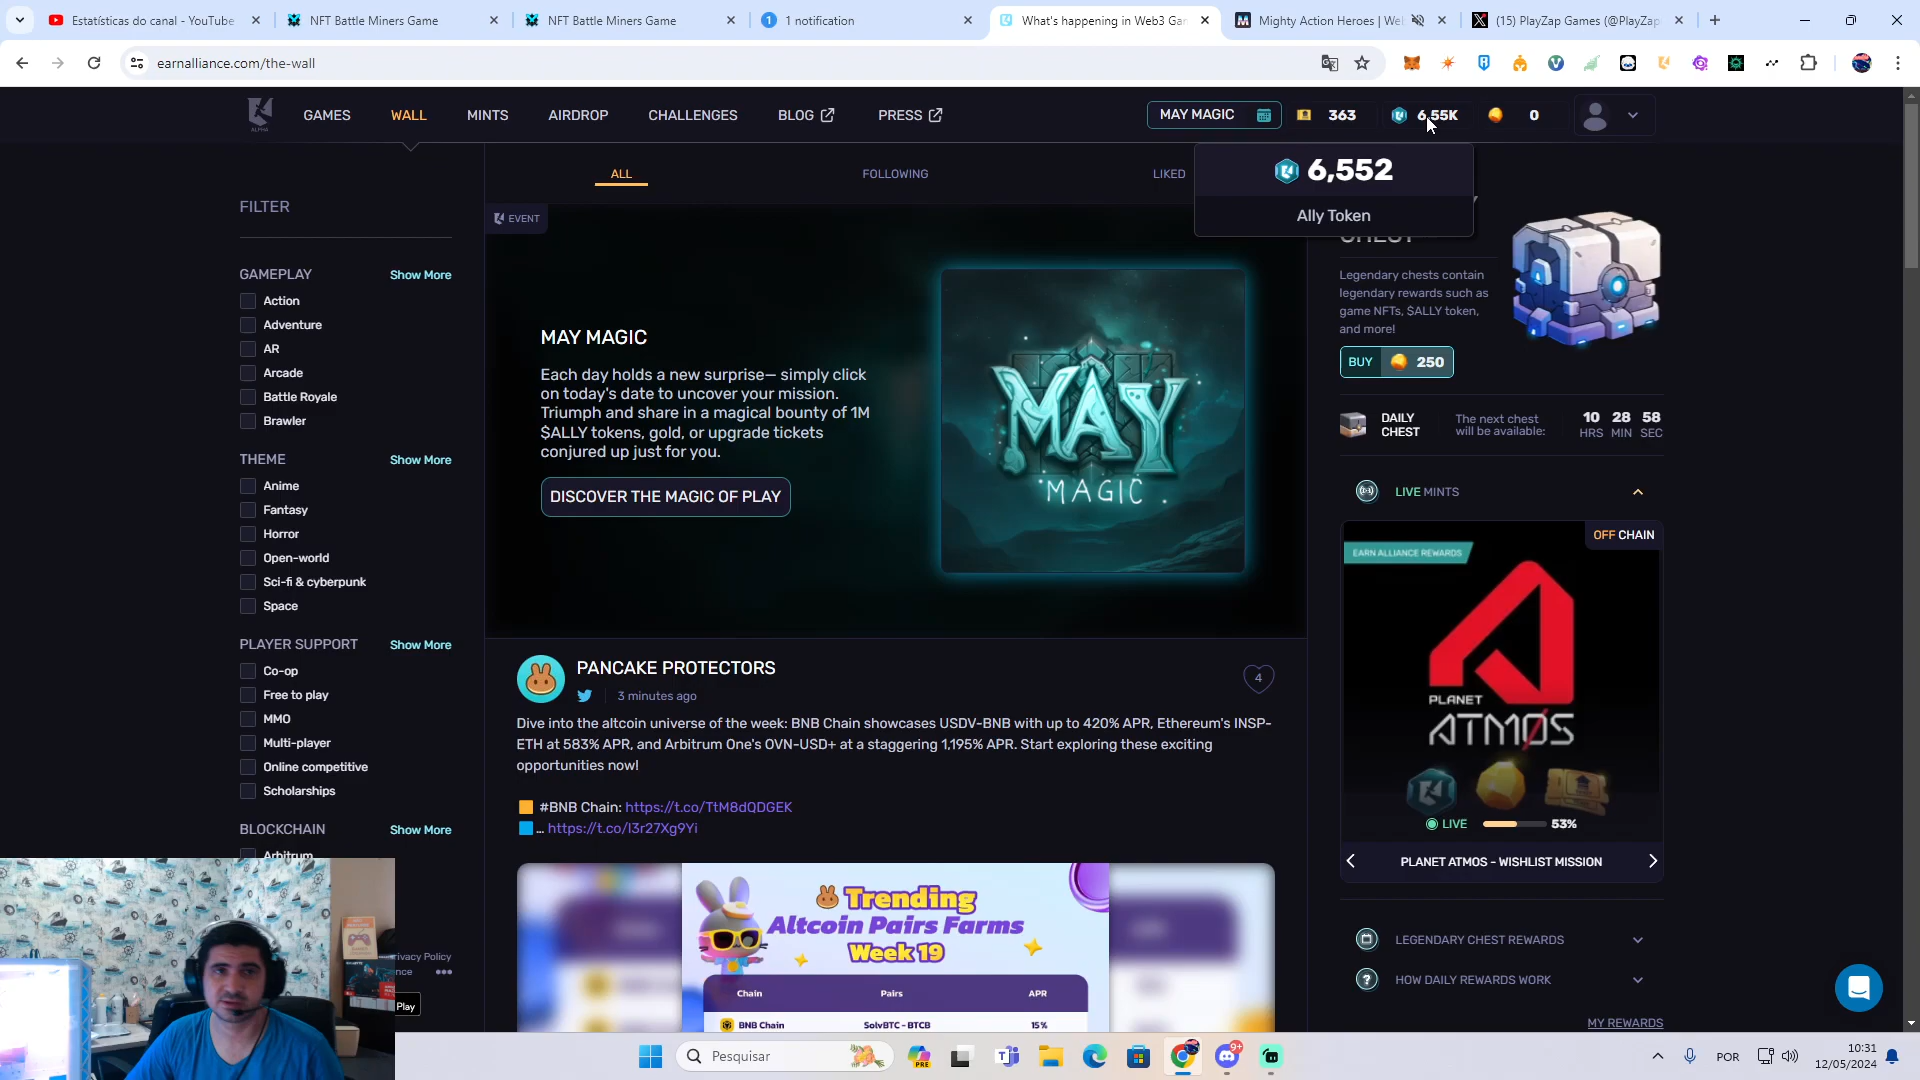 Estatísticas do canal - YouTube
NFT Battle Miners Game
NFT Battle Miners Game
1 notification
What's happening in Web3 Gam
Mighty Action Heroes | We
(15) PlayZap Games (@PlayZap
earnalliance.com/the-wall
ALPHA
GAMES
WALL
MINTS
AIRDROP
CHALLENGES
BLOG
PRESS
MAY MAGIC
363
6,55K
0
6,552
Ally Token
ALL
FOLLOWING
LIKED
FILTER
GAMEPLAY
Show More
Action
Adventure
AR
Arcade
Battle Royale
Brawler
THEME
Show More
Anime
Fantasy
Horror
Open-world
Sci-fi & cyberpunk
Space
PLAYER SUPPORT
Show More
Co-op
Free to play
MMO
Multi-player
Online competitive
Scholarships
BLOCKCHAIN
Show More
Arbitrum
EVENT
MAY MAGIC
Each day holds a new surprise— simply click
on today's date to uncover your mission.
Triumph and share in a magical bounty of 1M
$ALLY tokens, gold, or upgrade tickets
conjured up just for you.
DISCOVER THE MAGIC OF PLAY
MAY
MAGIC
PANCAKE PROTECTORS
3 minutes ago
4
Dive into the altcoin universe of the week: BNB Chain showcases USDV-BNB with up to 420% APR, Ethereum's INSP-
ETH at 583% APR, and Arbitrum One's OVN-USD+ at a staggering 1,195% APR. Start exploring these exciting
opportunities now!
#BNB Chain: https://t.co/TtM8dQDGEK
... https://t.co/l3r27Xg9Yi
Trending
Altcoin Pairs Farms
Week 19
Chain
Pairs
APR
BNB Chain
SolvBTC - BTCB
15%
CHEST
Legendary chests contain
legendary rewards such as
game NFTs, $ALLY token,
and more!
BUY
250
DAILY
CHEST
The next chest
will be available:
10 28 58
HRS MIN SEC
LIVE MINTS
OFF CHAIN
EARN ALLIANCE REWARDS
PLANET
ATMOS
LIVE
53%
PLANET ATMOS - WISHLIST MISSION
LEGENDARY CHEST REWARDS
HOW DAILY REWARDS WORK
MY REWARDS
Privacy Policy
Play
Pesquisar
PRE
9+
POR
10:31
12/05/2024